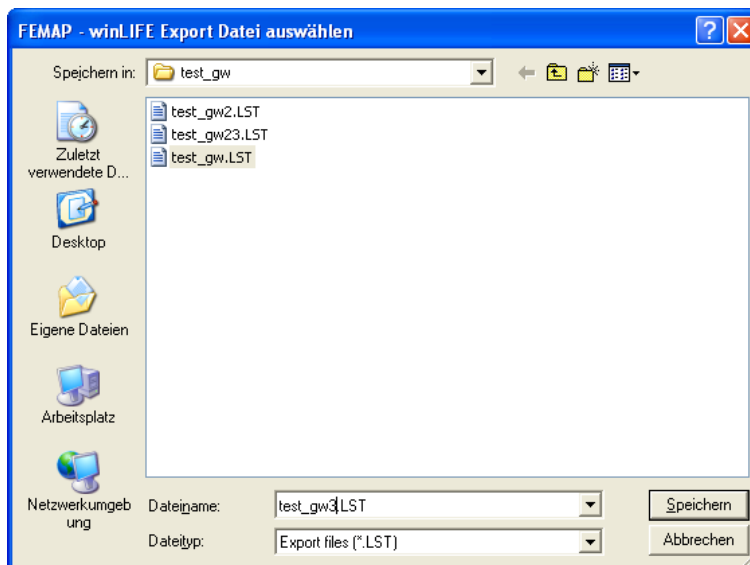 FEMAP - winLIFE Export Datei auswählen
Speichern in:
test_gw
test_gw2.LST
test_gw23.LST
test_gw.LST
Zuletzt
verwendete D...
Desktop
Eigene Dateien
Arbeitsplatz
Netzwerkumgeb
ung
Dateiname:
test_gw3.LST
Speichern
Dateityp:
Export files (*.LST)
Abbrechen